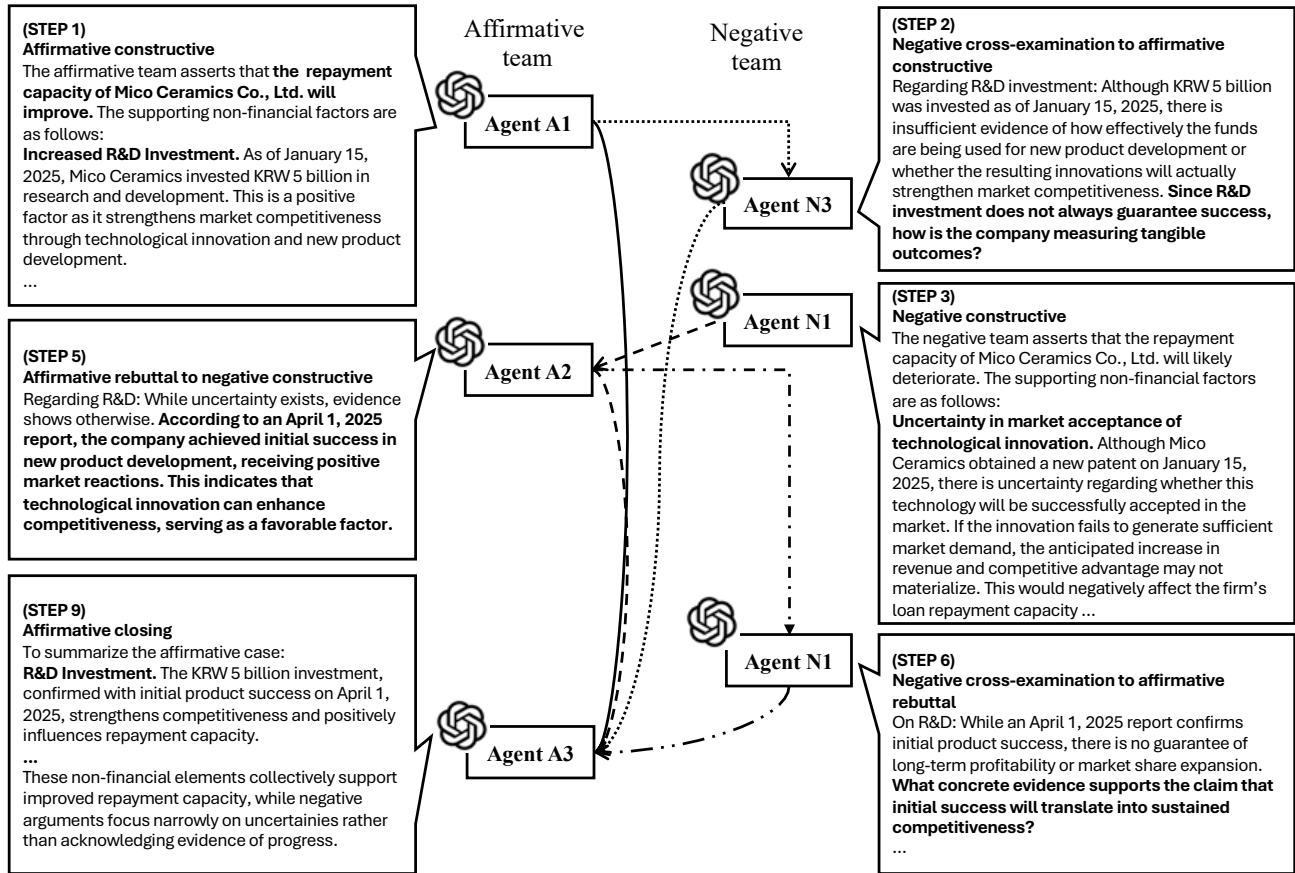 Affirmative
team
Negative
team
(STEP 1)
Affirmative constructive
The affirmative team asserts that the repayment
capacity of Mico Ceramics Co., Ltd. will
improve. The supporting non-financial factors are
as follows:
Increased R&D Investment. As of January 15,
2025, Mico Ceramics invested KRW 5 billion in
research and development. This is a positive
factor as it strengthens market competitiveness
through technological innovation and new product
development.
...
Agent A1
(STEP 2)
Negative cross-examination to affirmative
constructive
Regarding R&D investment: Although KRW 5 billion
was invested as of January 15, 2025, there is
insufficient evidence of how effectively the funds
are being used for new product development or
whether the resulting innovations will actually
strengthen market competitiveness. Since R&D
investment does not always guarantee success,
how is the company measuring tangible
outcomes?
Agent N3
(STEP 3)
Negative constructive
The negative team asserts that the repayment
capacity of Mico Ceramics Co., Ltd. will likely
deteriorate. The supporting non-financial factors
are as follows:
Uncertainty in market acceptance of
technological innovation. Although Mico
Ceramics obtained a new patent on January 15,
2025, there is uncertainty regarding whether this
technology will be successfully accepted in the
market. If the innovation fails to generate sufficient
market demand, the anticipated increase in
revenue and competitive advantage may not
materialize. This would negatively affect the firm's
loan repayment capacity ...
Agent N1
(STEP 5)
Affirmative rebuttal to negative constructive
Regarding R&D: While uncertainty exists, evidence
shows otherwise. According to an April 1, 2025
report, the company achieved initial success in
new product development, receiving positive
market reactions. This indicates that
technological innovation can enhance
competitiveness, serving as a favorable factor.
Agent A2
(STEP 6)
Negative cross-examination to affirmative
rebuttal
On R&D: While an April 1, 2025 report confirms
initial product success, there is no guarantee of
long-term profitability or market share expansion.
What concrete evidence supports the claim that
initial success will translate into sustained
competitiveness?
...
Agent N1
(STEP 9)
Affirmative closing
To summarize the affirmative case:
R&D Investment. The KRW 5 billion investment,
confirmed with initial product success on April 1,
2025, strengthens competitiveness and positively
influences repayment capacity.
...
These non-financial elements collectively support
improved repayment capacity, while negative
arguments focus narrowly on uncertainies rather
than acknowledging evidence of progress.
Agent A3